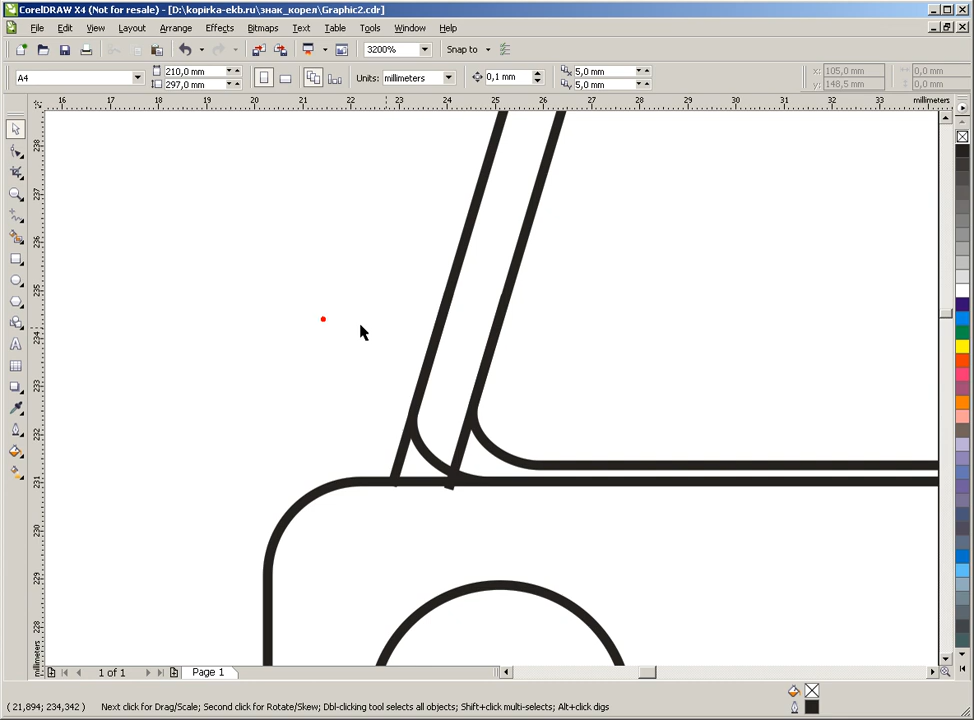 CorelDRAW X4 (Not for resale) - [D:\kopirka-ekb.ru\знак_корел\Graphic2.cdr]
File Edit View Layout Arrange Effects Bitmaps Text Table Tools Window Help
3200% Snap to
A4 210,0 mm 297,0 mm Units: millimeters 0,1 mm 5,0 mm 5,0 mm x: 105,0 mm y: 148,5 mm 0,0 mm 0,0 mm
16 17 18 19 20 21 22 23 24 25 26 27 28 29 30 31 32 33 millimeters
238
237
236
235
234
233
232
231
230
229
228
millimeters
1 of 1 Page 1
( 21,894; 234,342 ) Next click for Drag/Scale; Second click for Rotate/Skew; Dbl-clicking tool selects all objects; Shift+click multi-selects; Alt+click digs